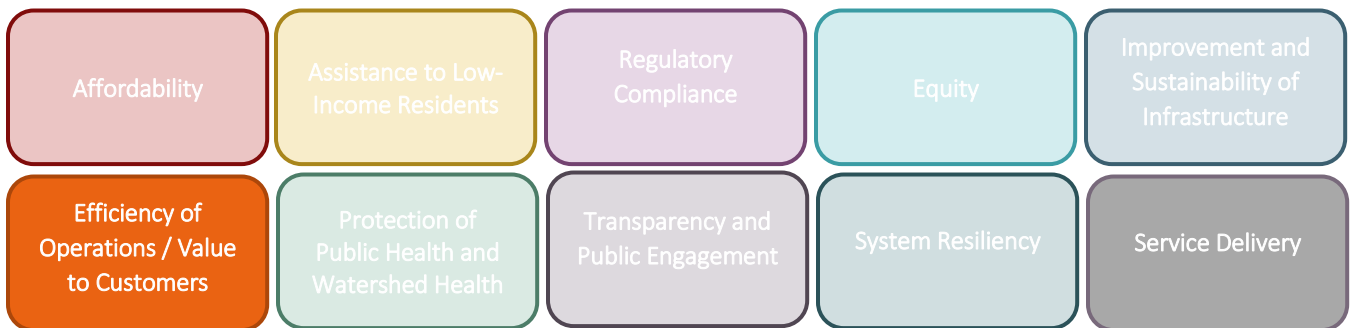 Affordability
Assistance to Low-
Income Residents
Regulatory
Compliance
Equity
Improvement and
Sustainability of
Infrastructure
Efficiency of
Operations / Value
to Customers
Protection of
Public Health and
Watershed Health
Transparency and
Public Engagement
System Resiliency
Service Delivery